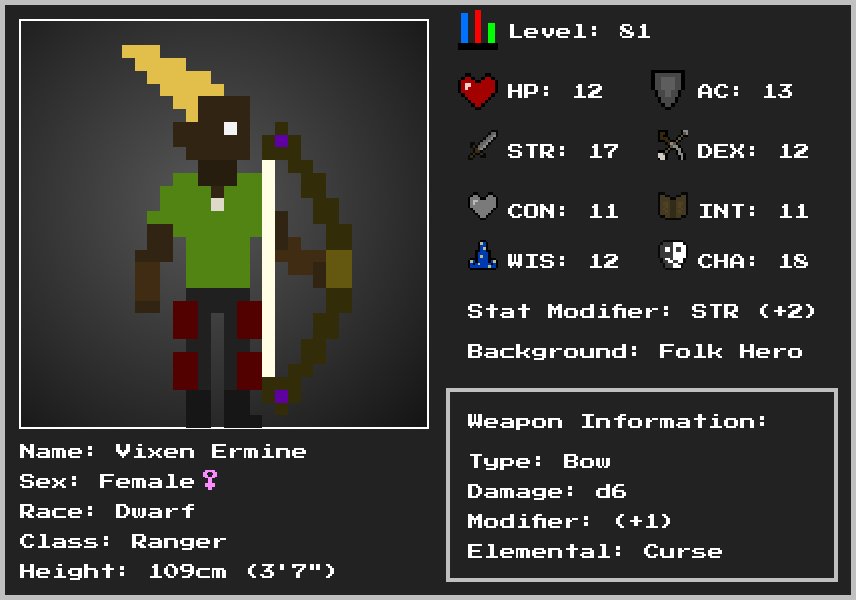 Level: 81
HP: 12
AC: 13
STR: 17
DEX: 12
CON: 11
INT: 11
WIS: 12
CHA: 18
Stat Modifier: STR (+2)
Background: Folk Hero
Weapon Information:
Type: Bow
Damage: d6
Modifier: (+1)
Elemental: Curse
Name: Vixen Ermine
Sex: Female♀
Race: Dwarf
Class: Ranger
Height: 109cm (3'7")